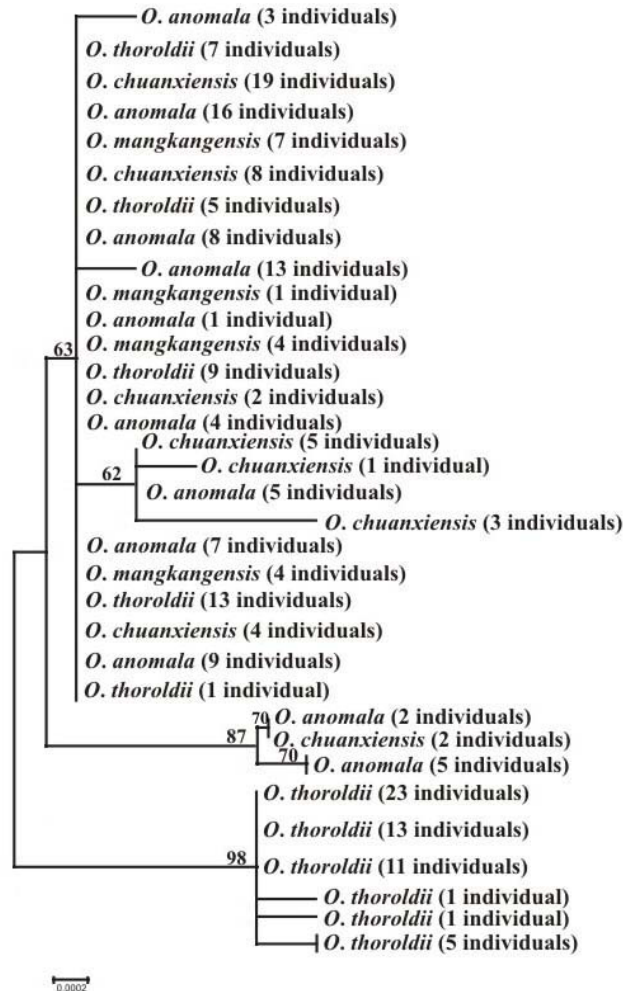 O. anomala (3 individuals)
O. thoroldii (7 individuals)
O. chuanxiensis (19 individuals)
O. anomala (16 individuals)
O. mangkangensis (7 individuals)
O. chuanxiensis (8 individuals)
O. thoroldii (5 individuals)
O. anomala (8 individuals)
O. anomala (13 individuals)
O. mangkangensis (1 individual)
O. anomala (1 individual)
63
O. mangkangensis (4 individuals)
O. thoroldii (9 individuals)
O. chuanxiensis (2 individuals)
O. anomala (4 individuals)
O. chuanxiensis (5 individuals)
62
O. chuanxiensis (1 individual)
O. anomala (5 individuals)
O. chuanxiensis (3 individuals)
O. anomala (7 individuals)
O. mangkangensis (4 individuals)
O. thoroldii (13 individuals)
O. chuanxiensis (4 individuals)
O. anomala (9 individuals)
O. thoroldii (1 individual)
70
O. anomala (2 individuals)
87
O. chuanxiensis (2 individuals)
70
O. anomala (5 individuals)
O. thoroldii (23 individuals)
O. thoroldii (13 individuals)
98
O. thoroldii (11 individuals)
O. thoroldii (1 individual)
O. thoroldii (1 individual)
O. thoroldii (5 individuals)
0.0002